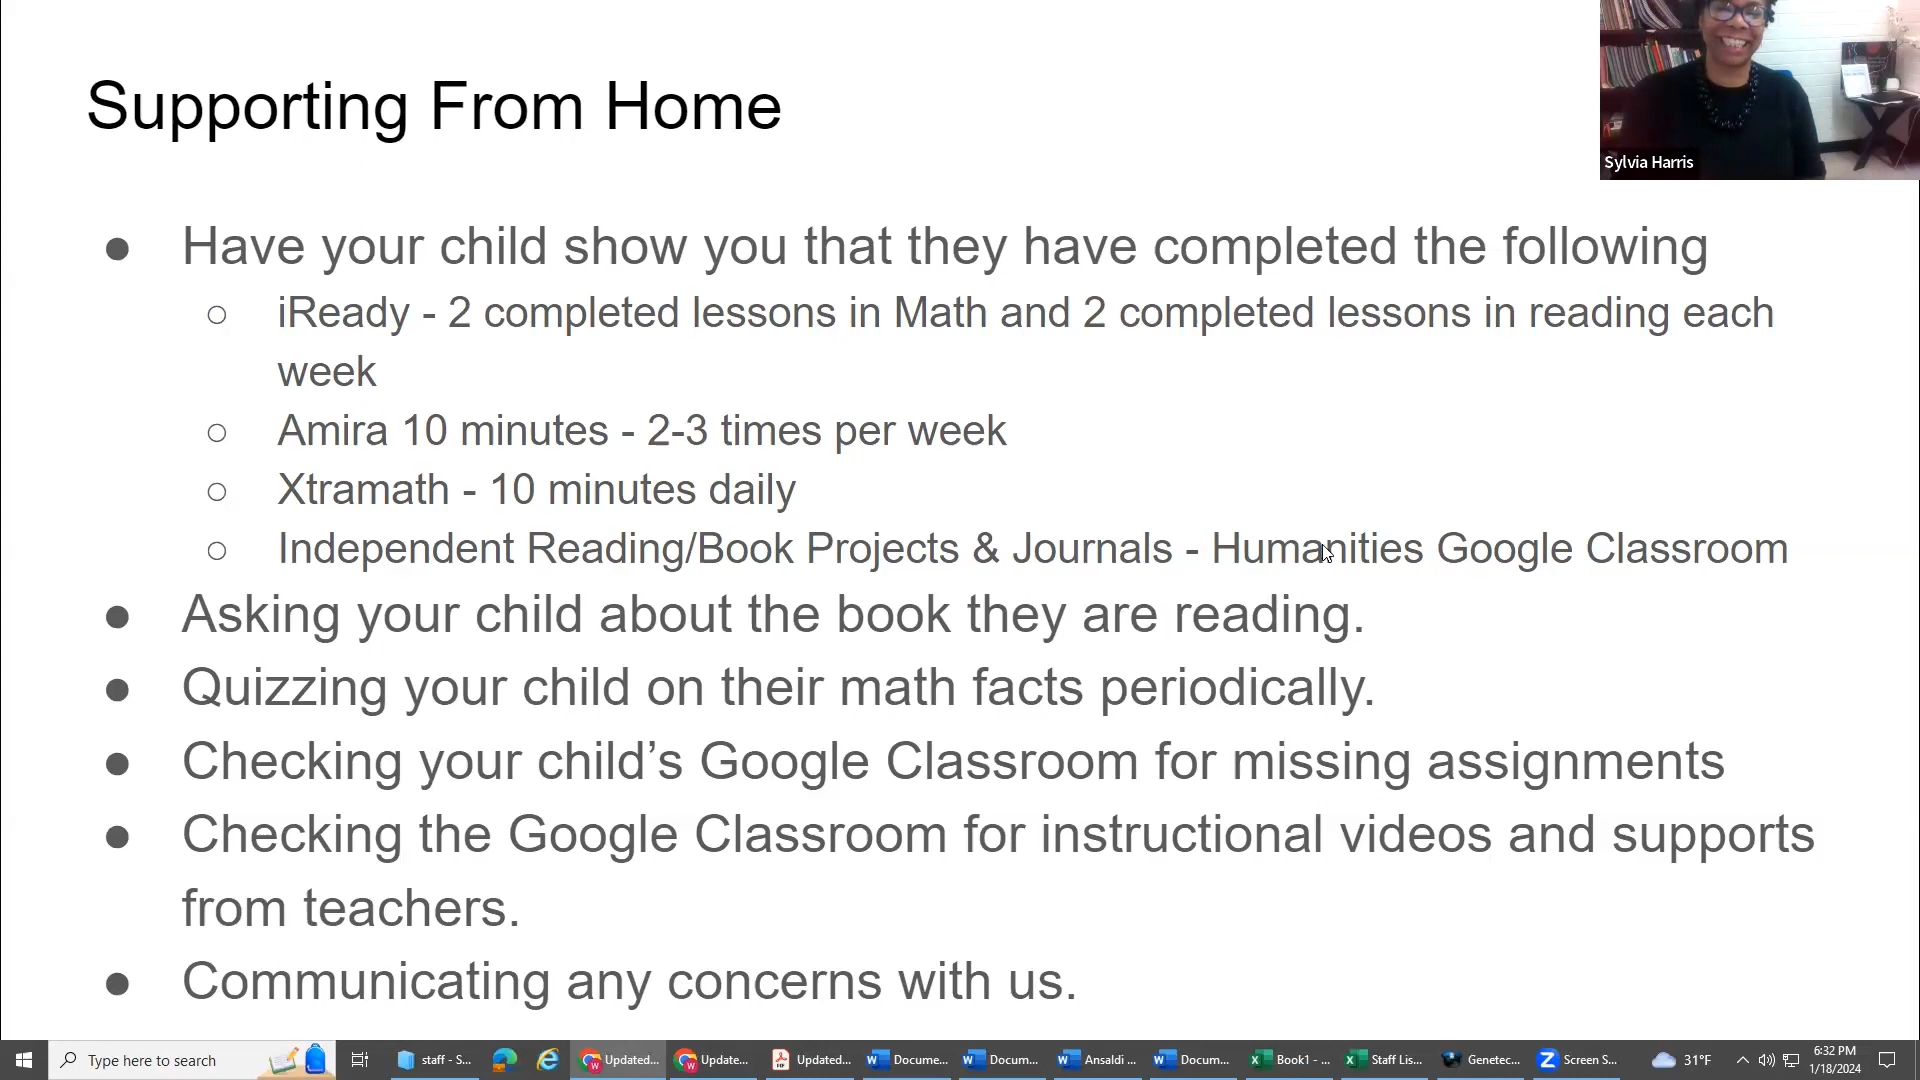 Supporting From Home
Sylvia Harris
● Have your child show you that they have completed the following
○ iReady - 2 completed lessons in Math and 2 completed lessons in reading each
week
○ Amira 10 minutes - 2-3 times per week
○ Xtramath - 10 minutes daily
○ Independent Reading/Book Projects & Journals - Humanities Google Classroom
● Asking your child about the book they are reading.
● Quizzing your child on their math facts periodically.
● Checking your child’s Google Classroom for missing assignments
● Checking the Google Classroom for instructional videos and supports
from teachers.
● Communicating any concerns with us.
Type here to search staff - S... Updated... Update... Updated... Docume... Docum... Ansaldi ... Docum... Book1 - ... Staff Lis... Genetec... Screen S... 31°F
6:32 PM
1/18/2024